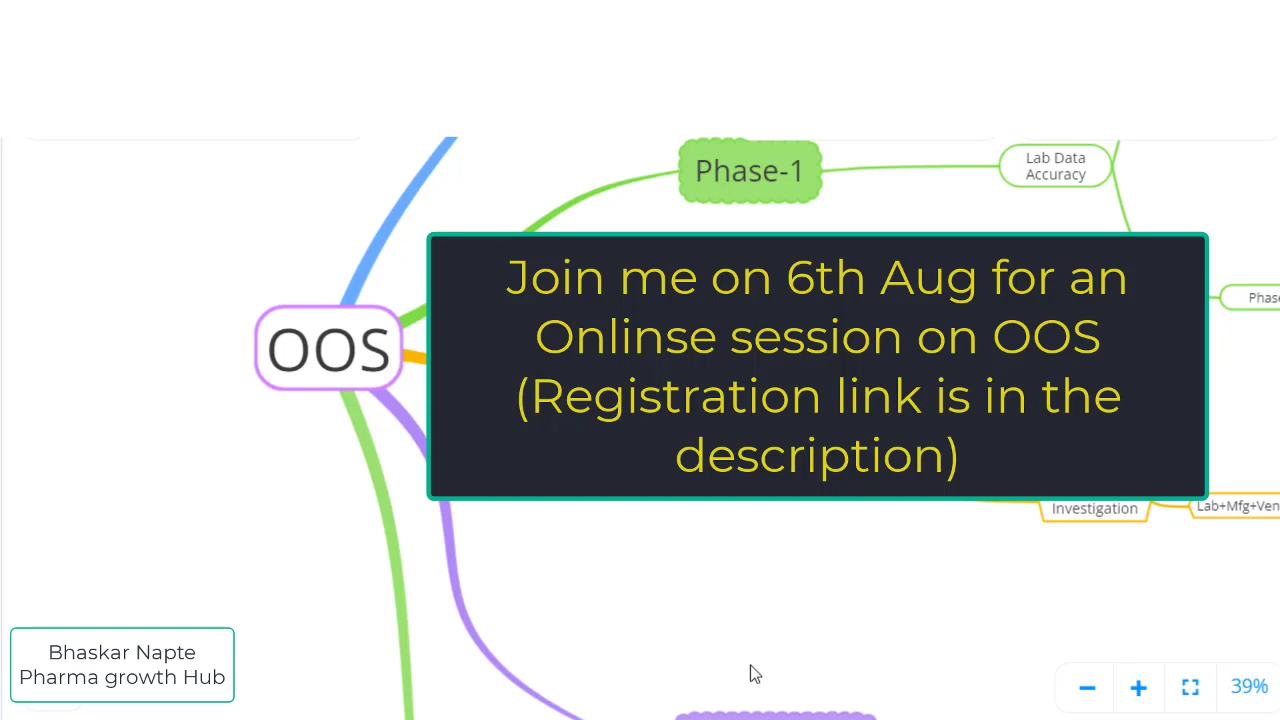 Phase-1
Lab Data
Accuracy
Join me on 6th Aug for an
Onlinse session on OOS
(Registration link is in the
description)
OOS
Phase
Investigation
Lab+Mfg+Ven
Bhaskar Napte
Pharma growth Hub
39%